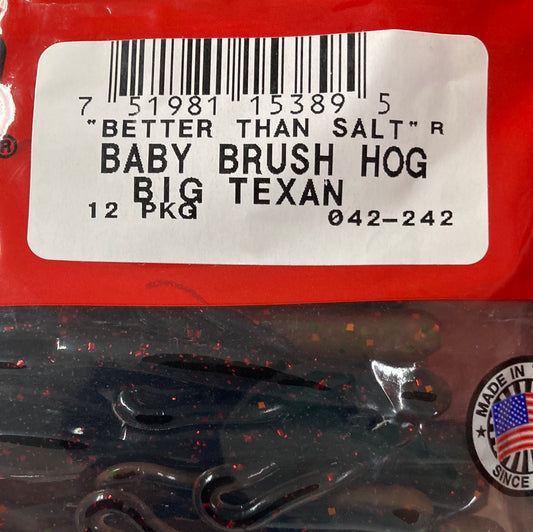 7 51981 15389 5
"BETTER THAN SALT" R
BABY BRUSH HOG
BIG TEXAN
12 PKG 042-242
®
MADE IN
SINCE